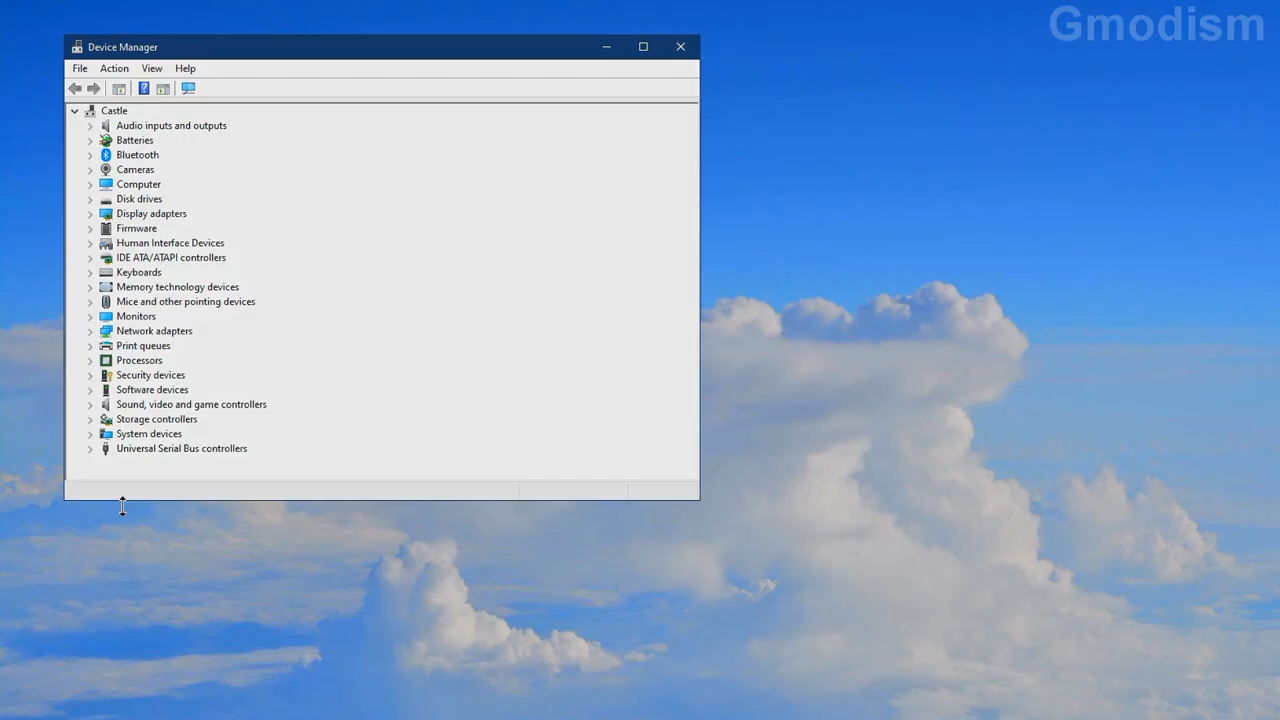 Gmodism
Device Manager
File Action View Help
Castle
Audio inputs and outputs
Batteries
Bluetooth
Cameras
Computer
Disk drives
Display adapters
Firmware
Human Interface Devices
IDE ATA/ATAPI controllers
Keyboards
Memory technology devices
Mice and other pointing devices
Monitors
Network adapters
Print queues
Processors
Security devices
Software devices
Sound, video and game controllers
Storage controllers
System devices
Universal Serial Bus controllers